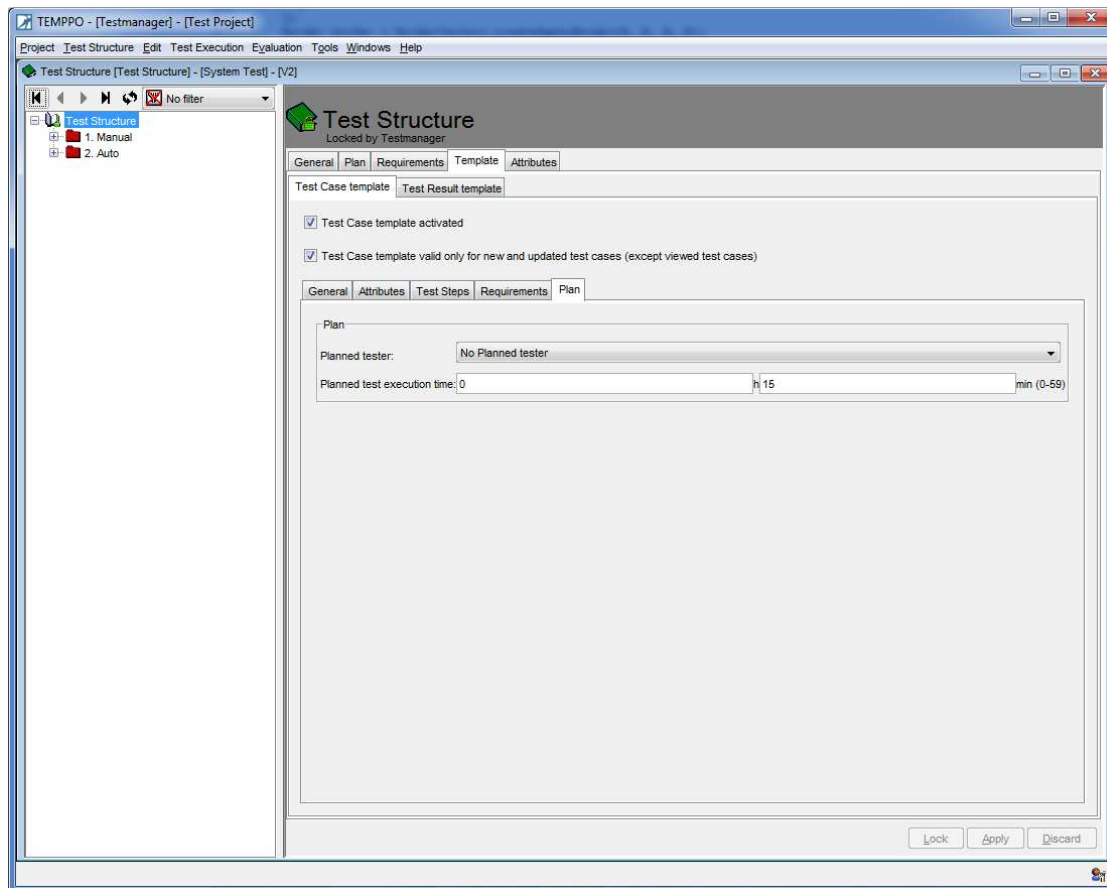 TEMPPO - [Testmanager] - [Test Project]
Project Test Structure Edit Test Execution Evaluation Tools Windows Help
Test Structure [Test Structure] - [System Test] - [V2]
No filter
Test Structure
1. Manual
2. Auto
Test Structure
Locked by Testmanager
General Plan Requirements Template Attributes
Test Case template Test Result template
Test Case template activated
Test Case template valid only for new and updated test cases (except viewed test cases)
General Attributes Test Steps Requirements Plan
Plan
Planned tester: No Planned tester
Planned test execution time: 0 h 15 min (0-59)
Lock Apply Discard